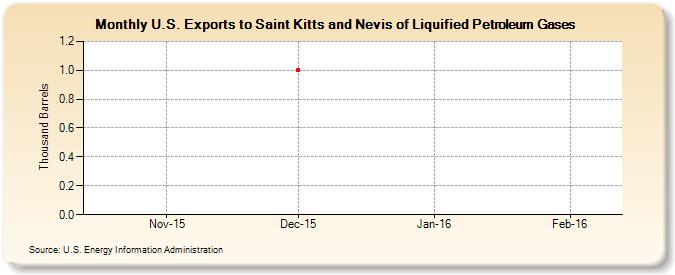 Monthly U.S. Exports to Saint Kitts and Nevis of Liquified Petroleum Gases
Thousand Barrels
1.2
1.0
0.8
0.6
0.4
0.2
0.0
Nov-15 Dec-15 Jan-16 Feb-16
Source: U.S. Energy Information Administration